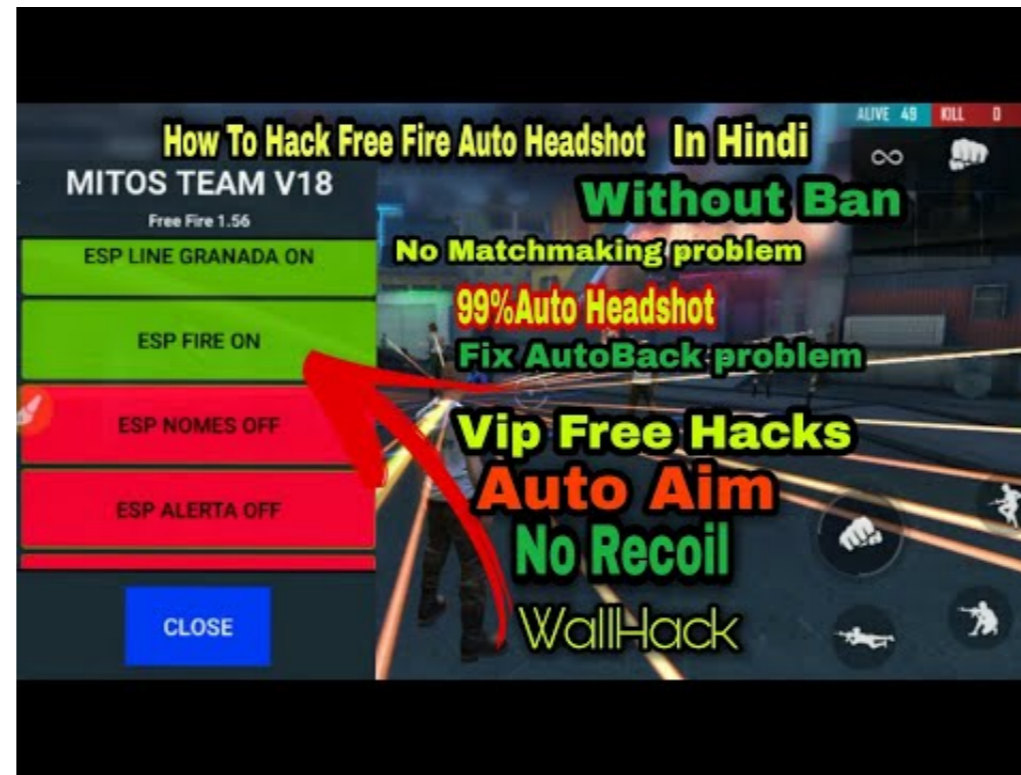 How To Hack Free Fire Auto Headshot In Hindi
ALIVE 49 KILL 0
MITOS TEAM V18
Without Ban
Free Fire 1.56
ESP LINE GRANADA ON
No Matchmaking problem
99%Auto Headshot
ESP FIRE ON
Fix AutoBack problem
ESP NOMES OFF
Vip Free Hacks
Auto Aim
ESP ALERTA OFF
No Recoil
CLOSE
WallHack